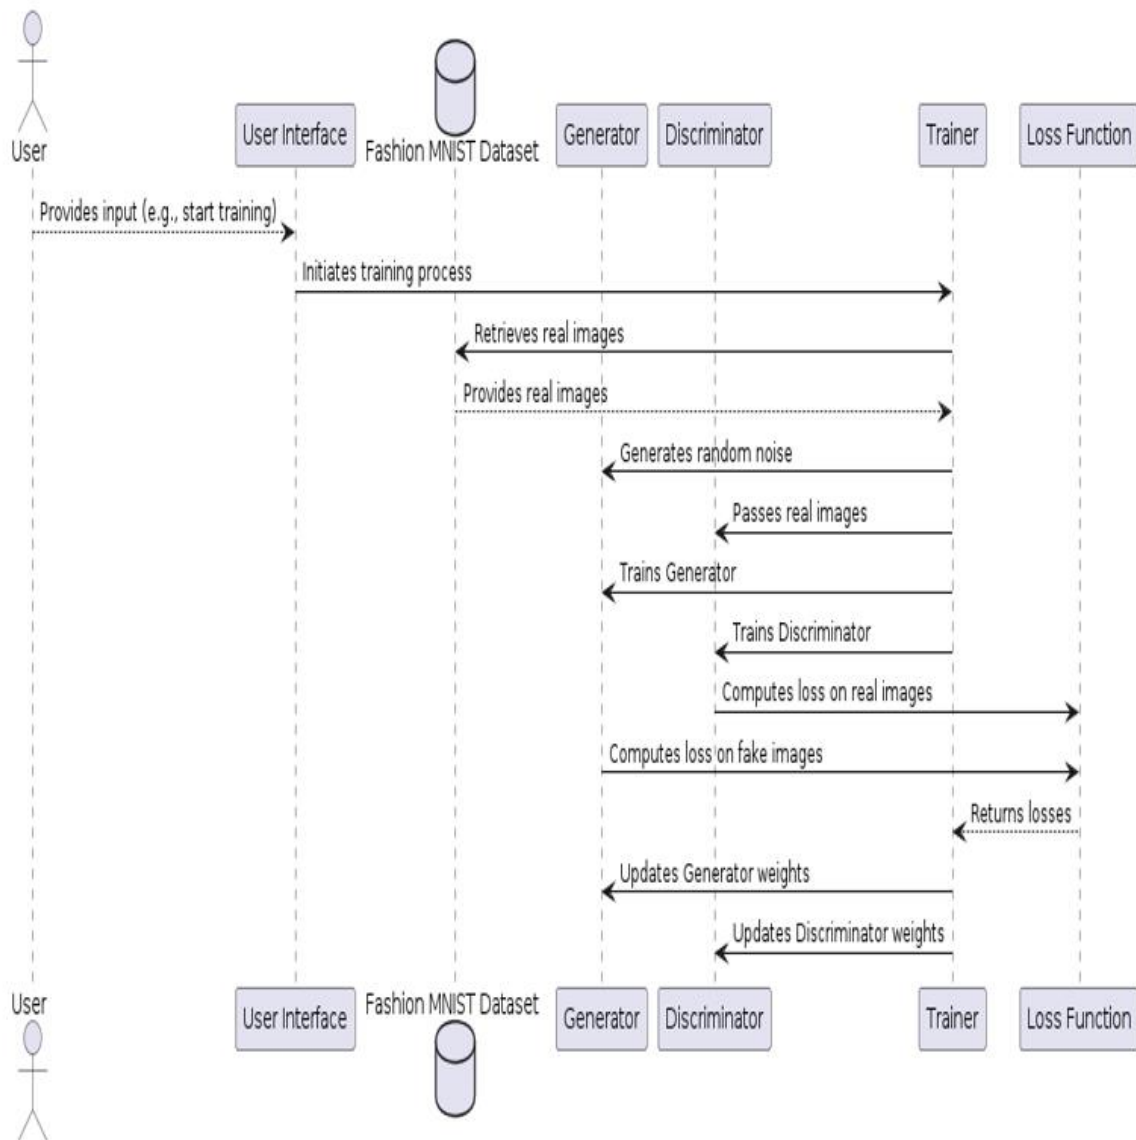 User
User Interface
Fashion MNIST Dataset
Generator
Discriminator
Trainer
Loss Function
Provides input (e.g., start training)
Initiates training process
Retrieves real images
Provides real images
Generates random noise
Passes real images
Trains Generator
Trains Discriminator
Computes loss on real images
Computes loss on fake images
Returns losses
Updates Generator weights
Updates Discriminator weights
User
User Interface
Fashion MNIST Dataset
Generator
Discriminator
Trainer
Loss Function